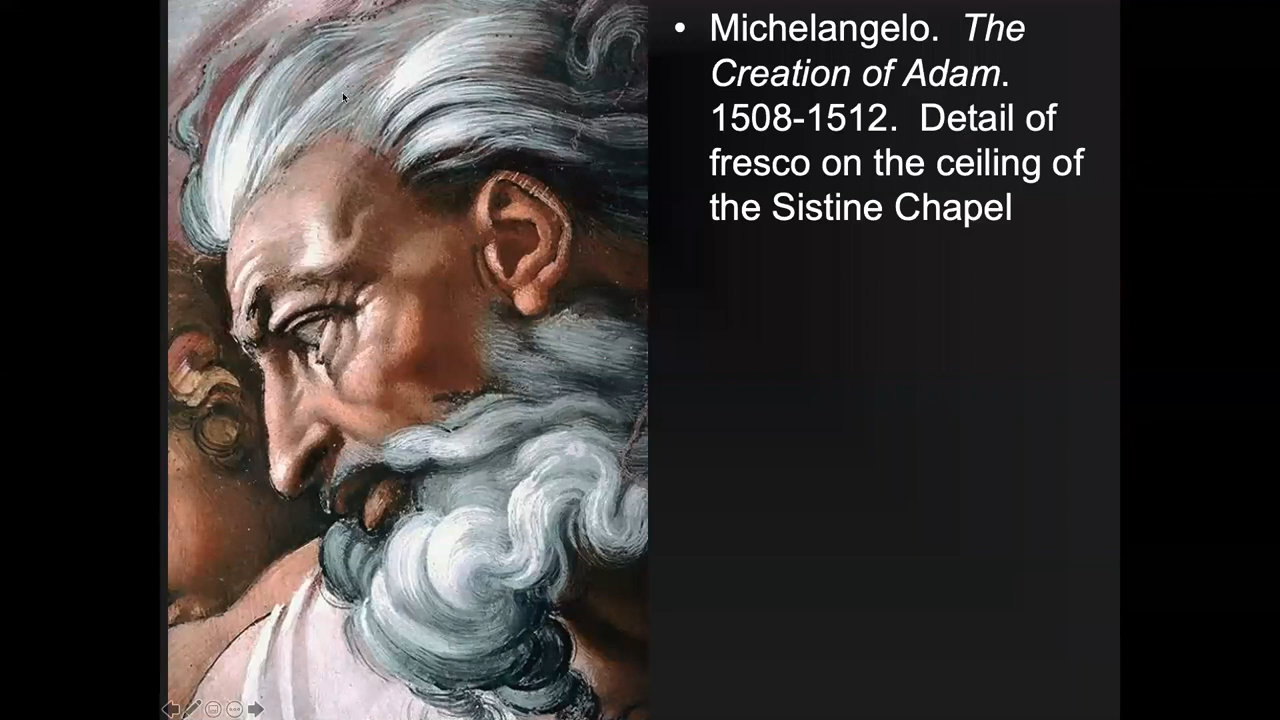 • Michelangelo. The
Creation of Adam.
1508-1512. Detail of
fresco on the ceiling of
the Sistine Chapel